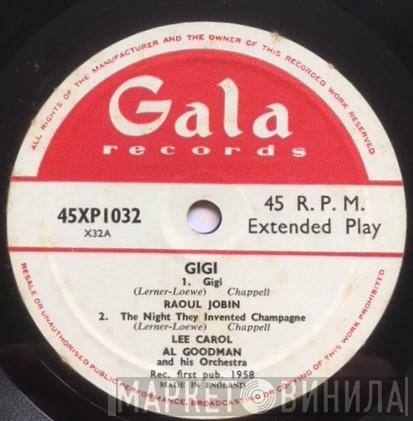 ALL RIGHTS OF THE MANUFACTURER AND THE OWNER OF THIS RECORDED WORK RESERVED
Gala
records
45XP1032
X32A
45 R. P. M.
Extended Play
GIGI
1. Gigi
(Lerner-Loewe) Chappell
RAOUL JOBIN
2. The Night They Invented Champagne
(Lerner-Loewe) Chappell
LEE CAROL
AL GOODMAN
and his Orchestra
Rec. first pub. 1958
MADE IN ENGLAND
RESALE OR UNAUTHORISED PUBLIC PERFORMANCE, BROADCASTING OR COPYING OF THIS RECORD PROHIBITED
МАРКЕТ ВИНИЛА